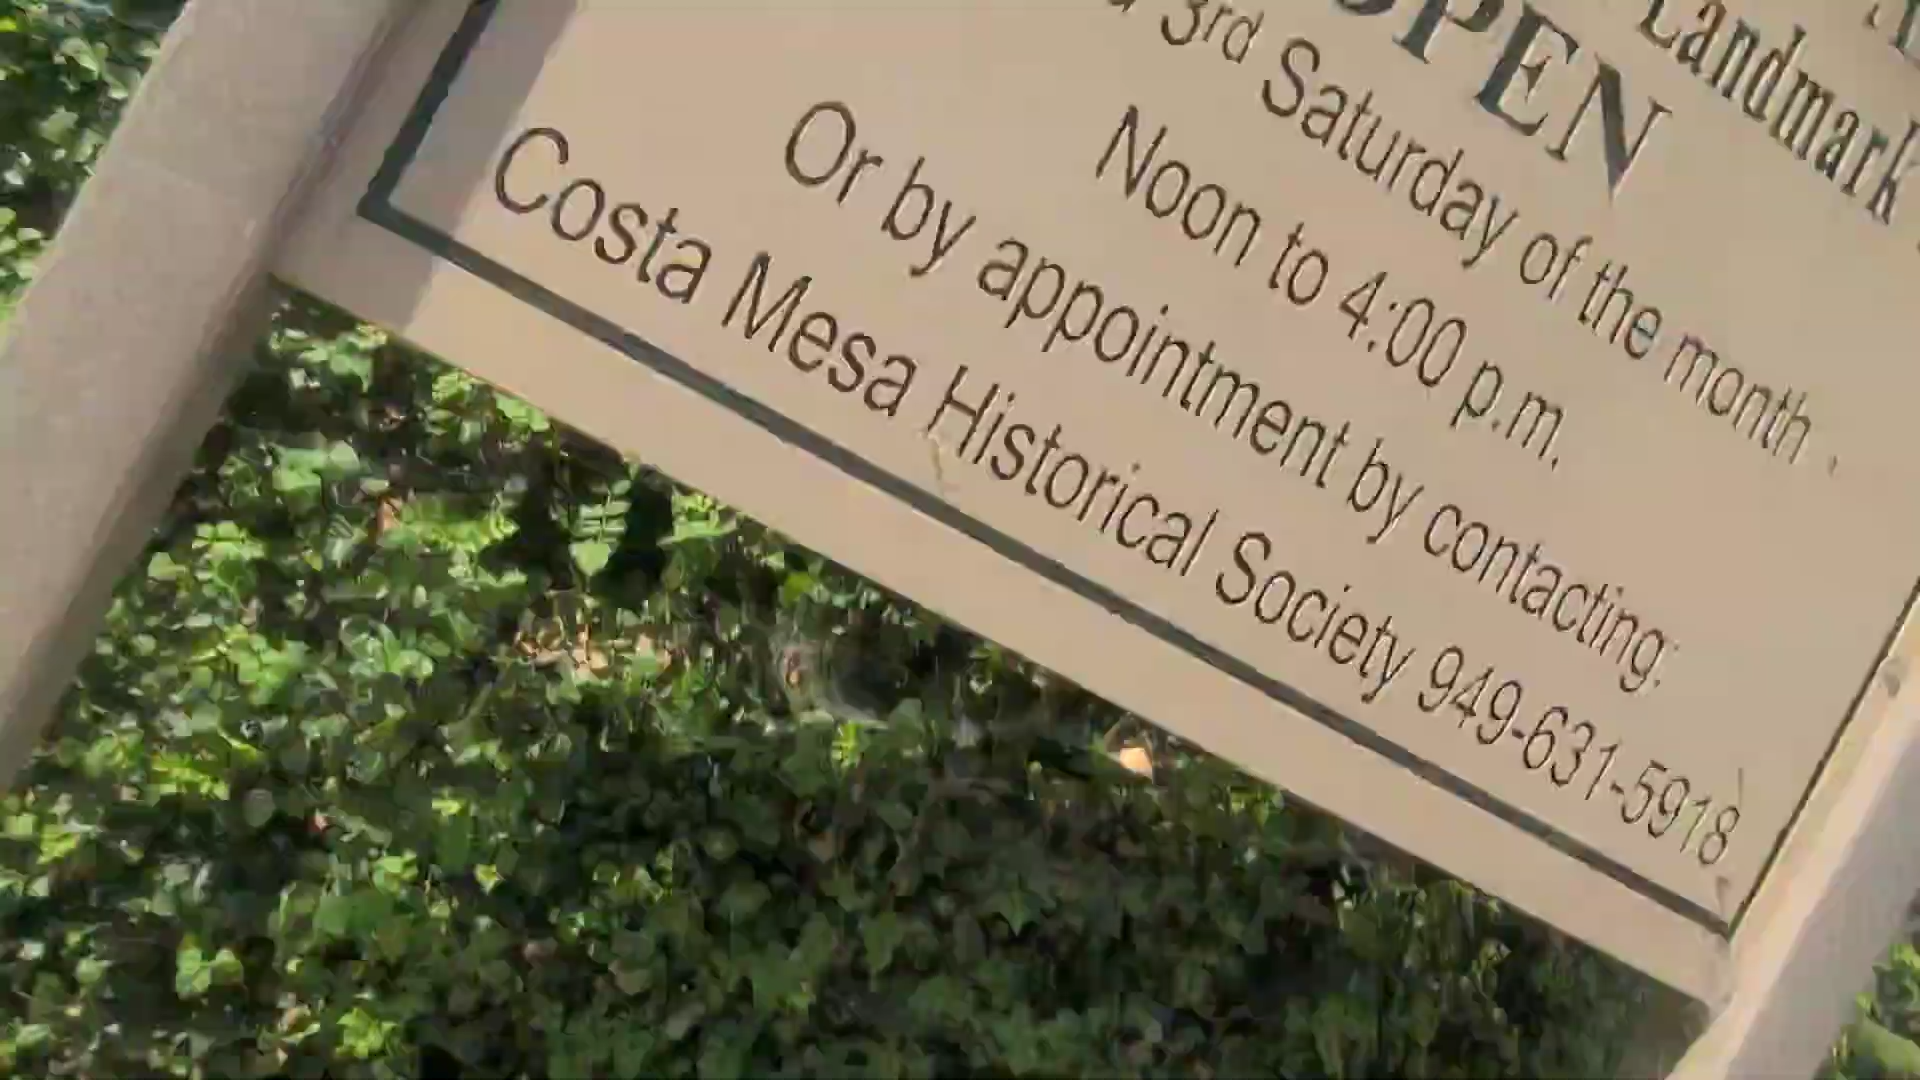 Landmark
OPEN
3rd Saturday of the month
Noon to 4:00 p.m.
Or by appointment by contacting:
Costa Mesa Historical Society 949-631-5918